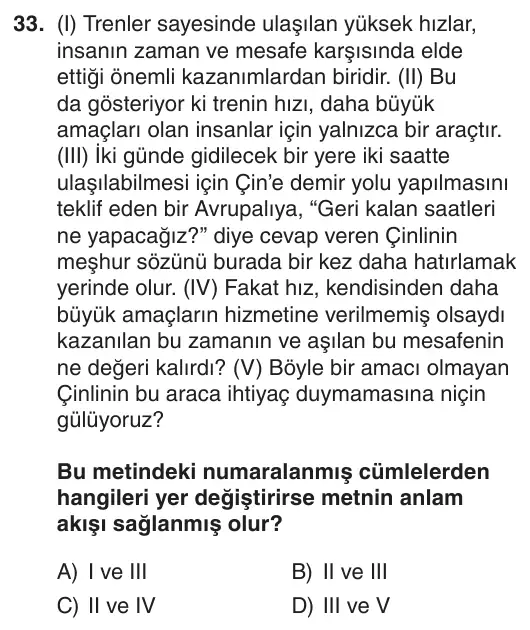 33. (I) Trenler sayesinde ulaşılan yüksek hızlar,
insanın zaman ve mesafe karşısında elde
ettiği önemli kazanımlardan biridir. (II) Bu
da gösteriyor ki trenin hızı, daha büyük
amaçları olan insanlar için yalnızca bir araçtır.
(III) İki günde gidilecek bir yere iki saatte
ulaşılabilmesi için Çin’e demir yolu yapılmasını
teklif eden bir Avrupalıya, “Geri kalan saatleri
ne yapacağız?” diye cevap veren Çinlinin
meşhur sözünü burada bir kez daha hatırlamak
yerinde olur. (IV) Fakat hız, kendisinden daha
büyük amaçların hizmetine verilmemiş olsaydı
kazanılan bu zamanın ve aşılan bu mesafenin
ne değeri kalırdı? (V) Böyle bir amacı olmayan
Çinlinin bu araca ihtiyaç duymamasına niçin
gülüyoruz?
Bu metindeki numaralanmış cümlelerden
hangileri yer değiştirirse metnin anlam
akışı sağlanmış olur?
A) I ve III B) II ve III
C) II ve IV D) III ve V